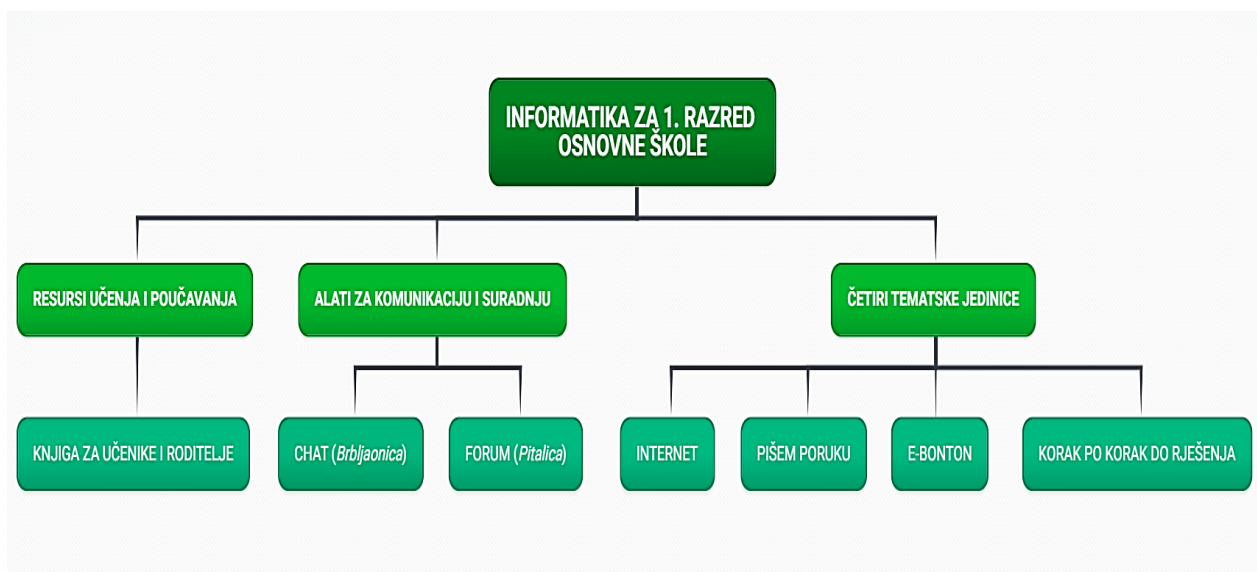 INFORMATIKA ZA 1. RAZRED
OSNOVNE ŠKOLE
RESURSI UČENJA I POUČAVANJA
ALATI ZA KOMUNIKACIJU I SURADNJU
ČETIRI TEMATSKE JEDINICE
KNJIGA ZA UČENIKE I RODITELJE
CHAT (Brbljaonica)
FORUM (Pitalica)
INTERNET
PIŠEM PORUKU
E-BONTON
KORAK PO KORAK DO RJEŠENJA